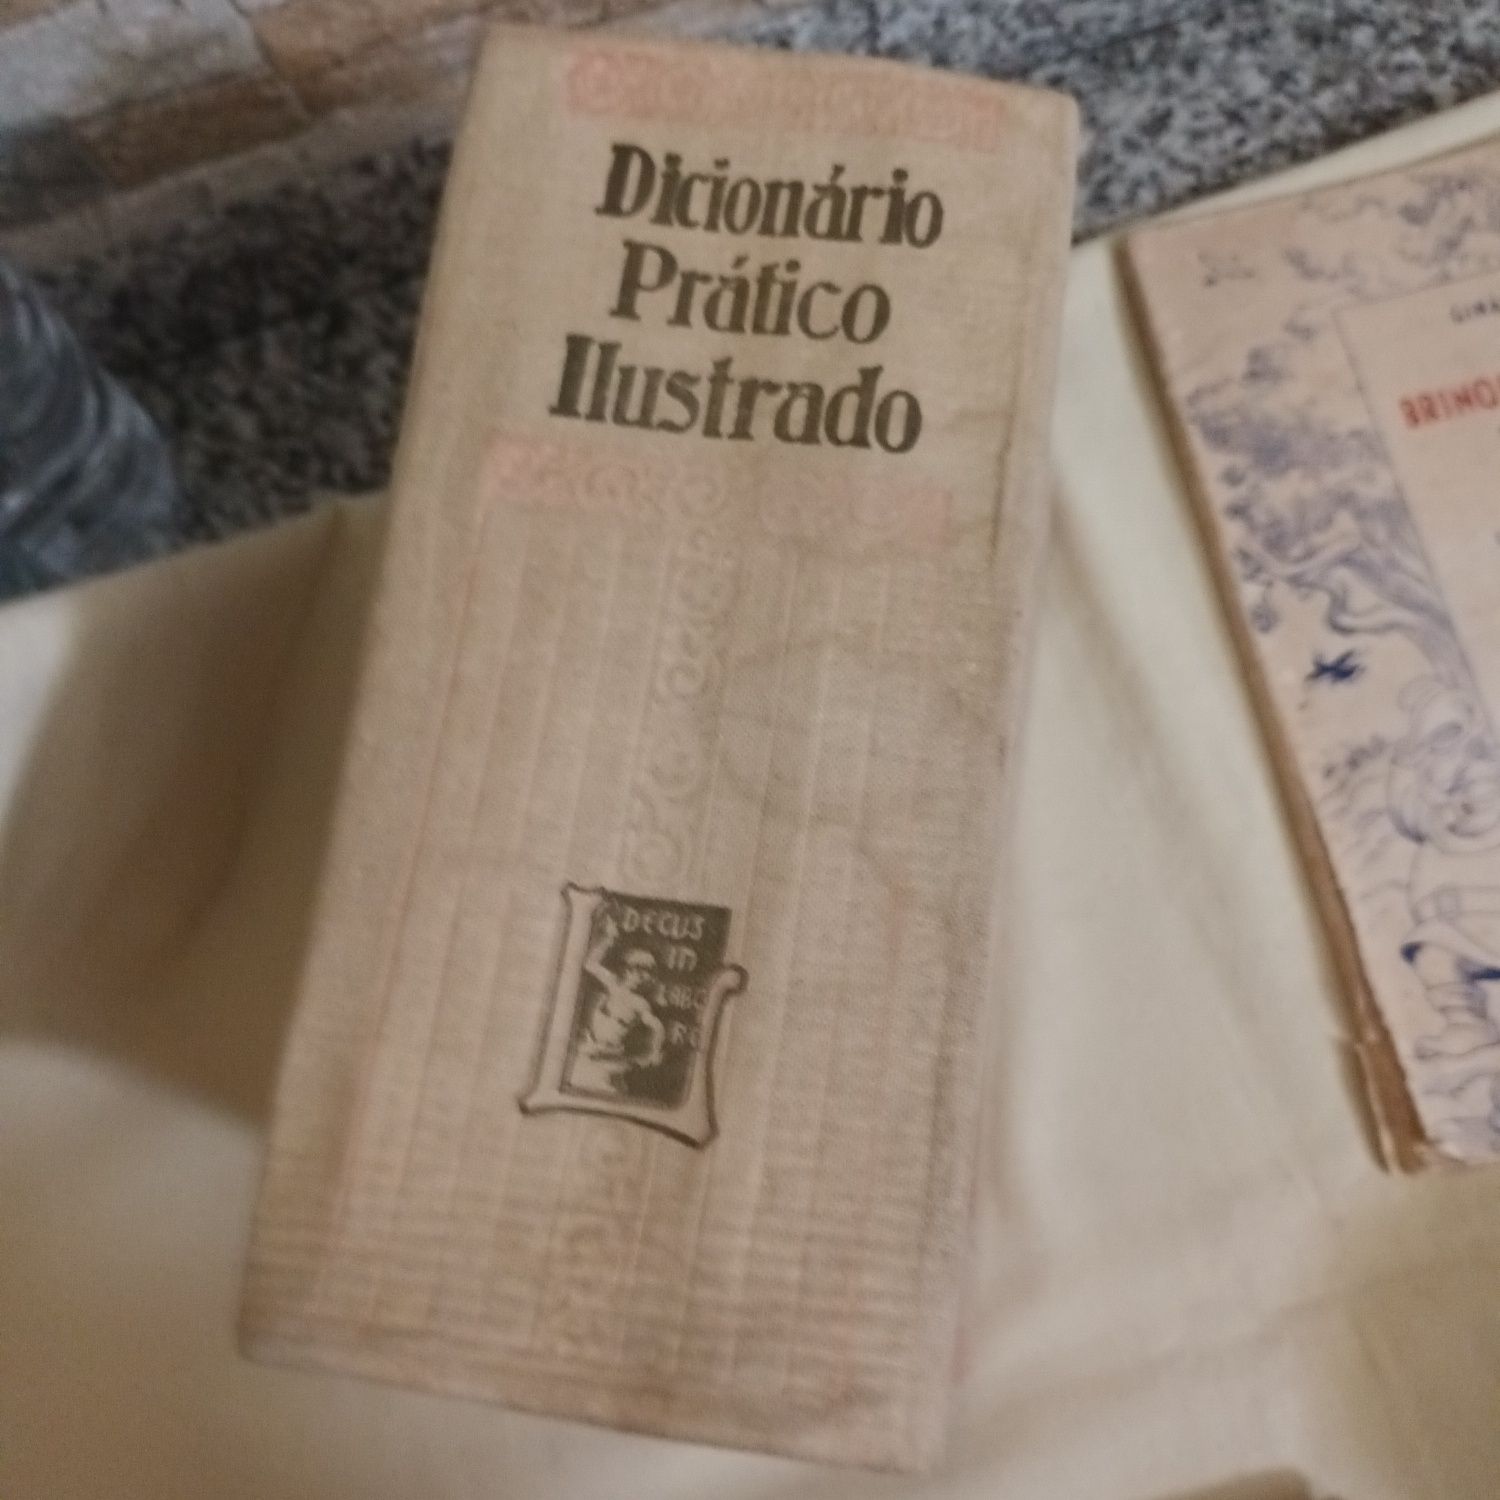 Dicionário
Prático
Ilustrado
DECUS
IN
LABO
RE